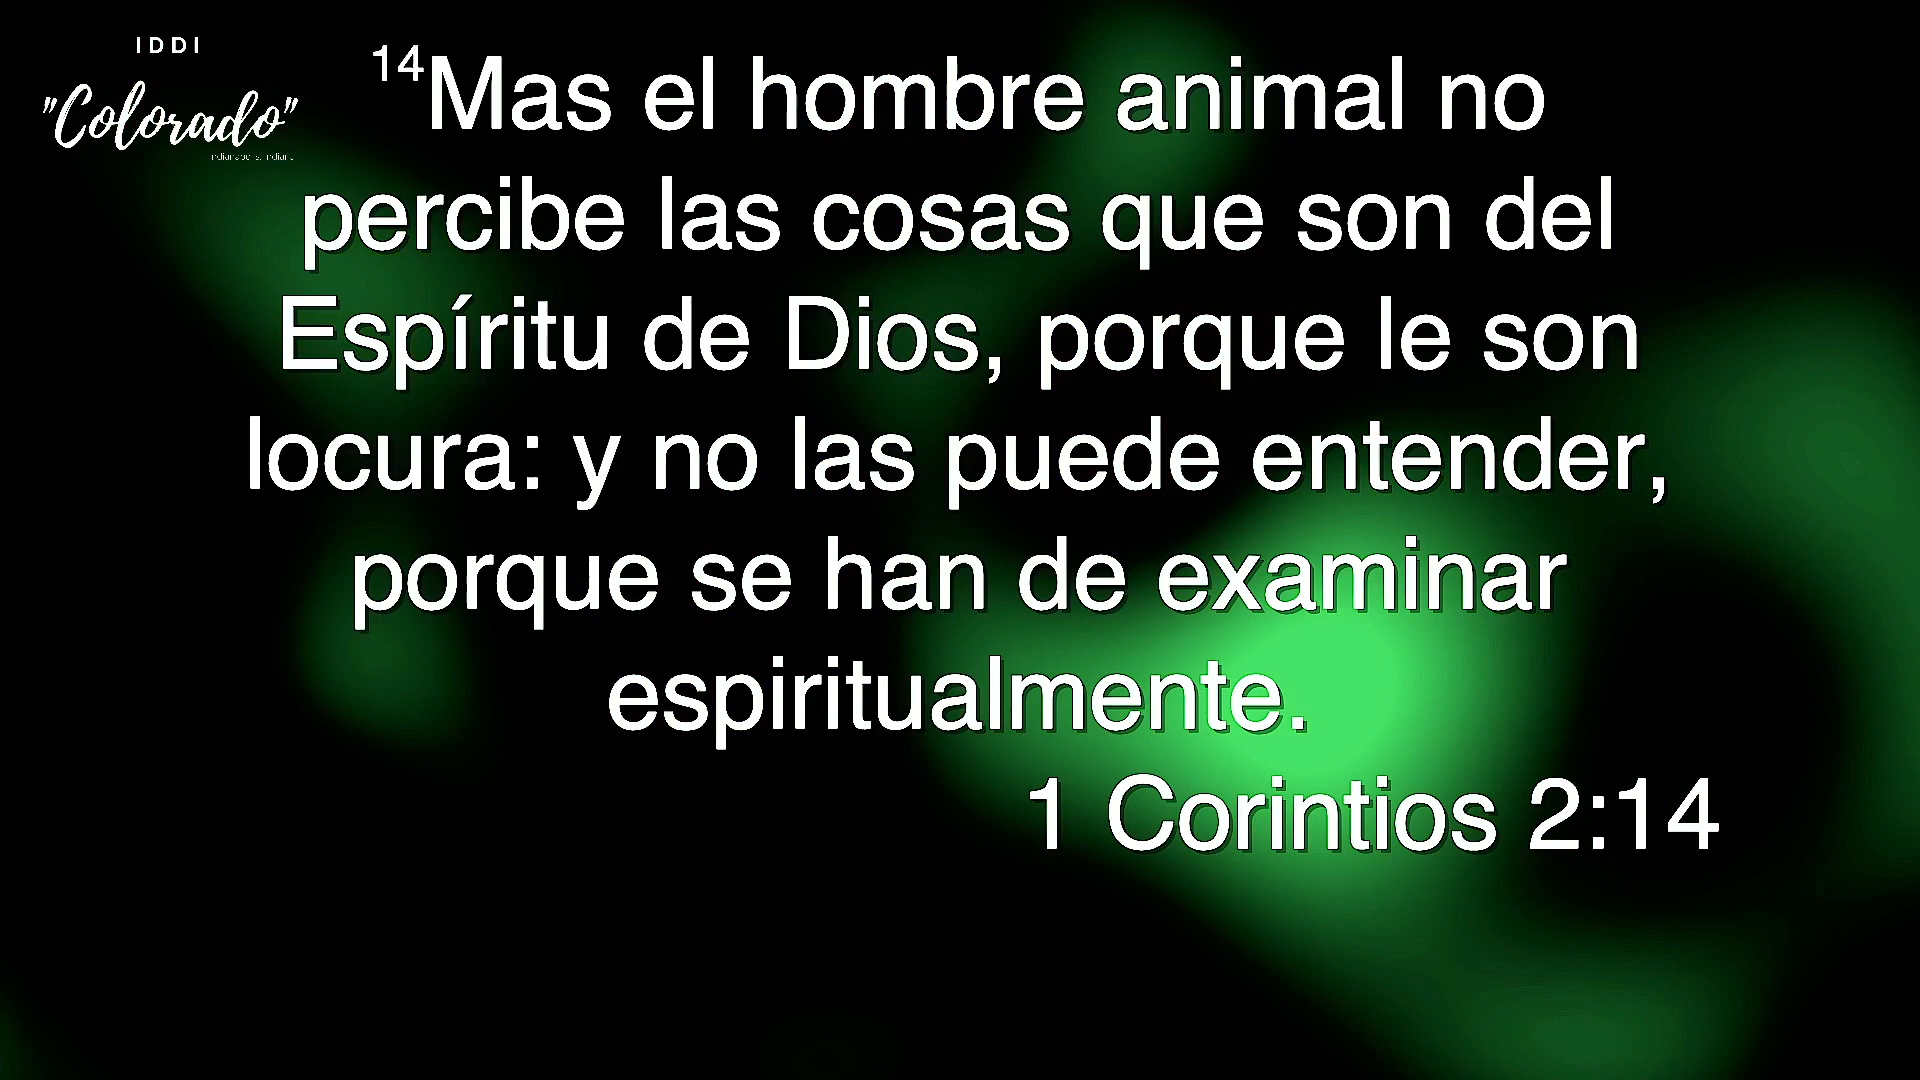 IDDI
"Colorado"
14Mas el hombre animal no
percibe las cosas que son del
Espíritu de Dios, porque le son
locura: y no las puede entender,
porque se han de examinar
espiritualmente.
1 Corintios 2:14